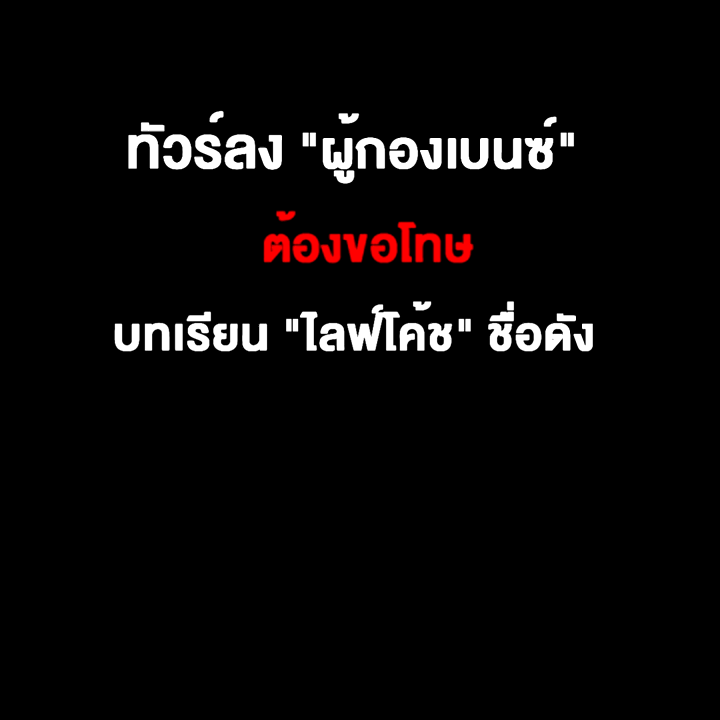 ทัวร์ลง "ผู้กองเบนซ์"
ต้องขอโทษ
บทเรียน "ไลฟ์โค้ช" ชื่อดัง